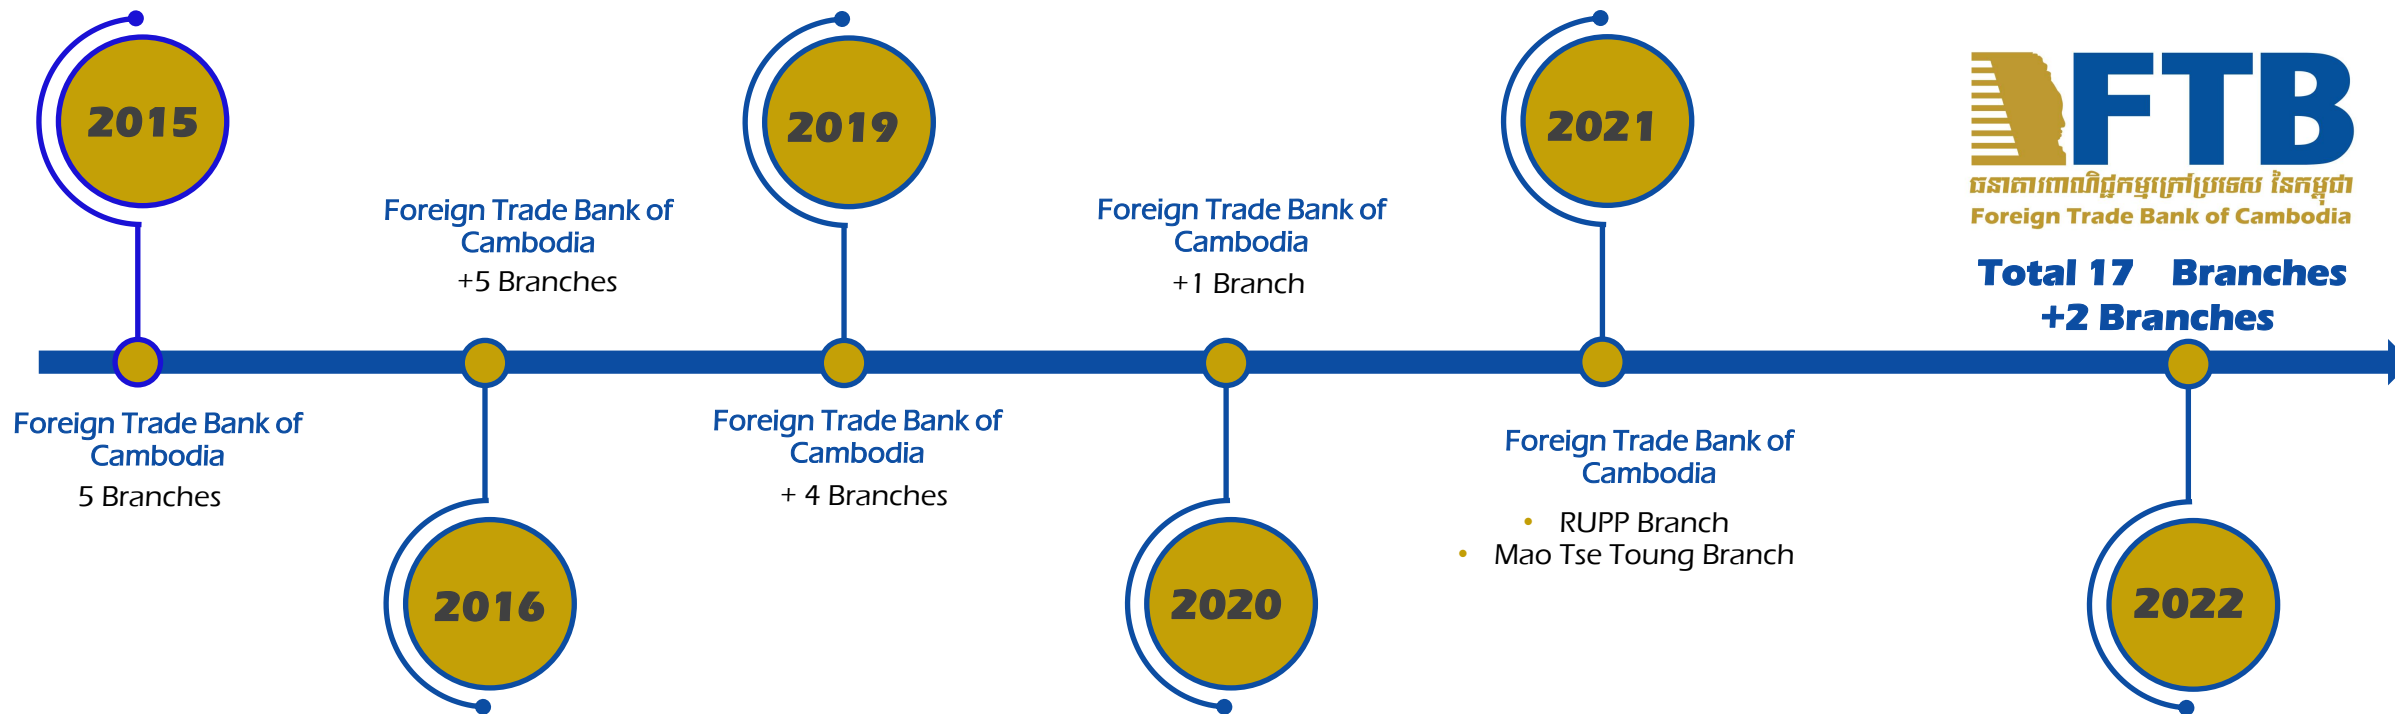 2015
Foreign Trade Bank of
Cambodia
5 Branches
Foreign Trade Bank of
Cambodia
+5 Branches
2016
2019
Foreign Trade Bank of
Cambodia
+ 4 Branches
Foreign Trade Bank of
Cambodia
+1 Branch
2020
2021
Foreign Trade Bank of
Cambodia
• RUPP Branch
• Mao Tse Toung Branch
FTB
ធនាគារពាណិជ្ជកម្មក្រៅប្រទេស នៃកម្ពុជា
Foreign Trade Bank of Cambodia
Total 17 Branches
+2 Branches
2022